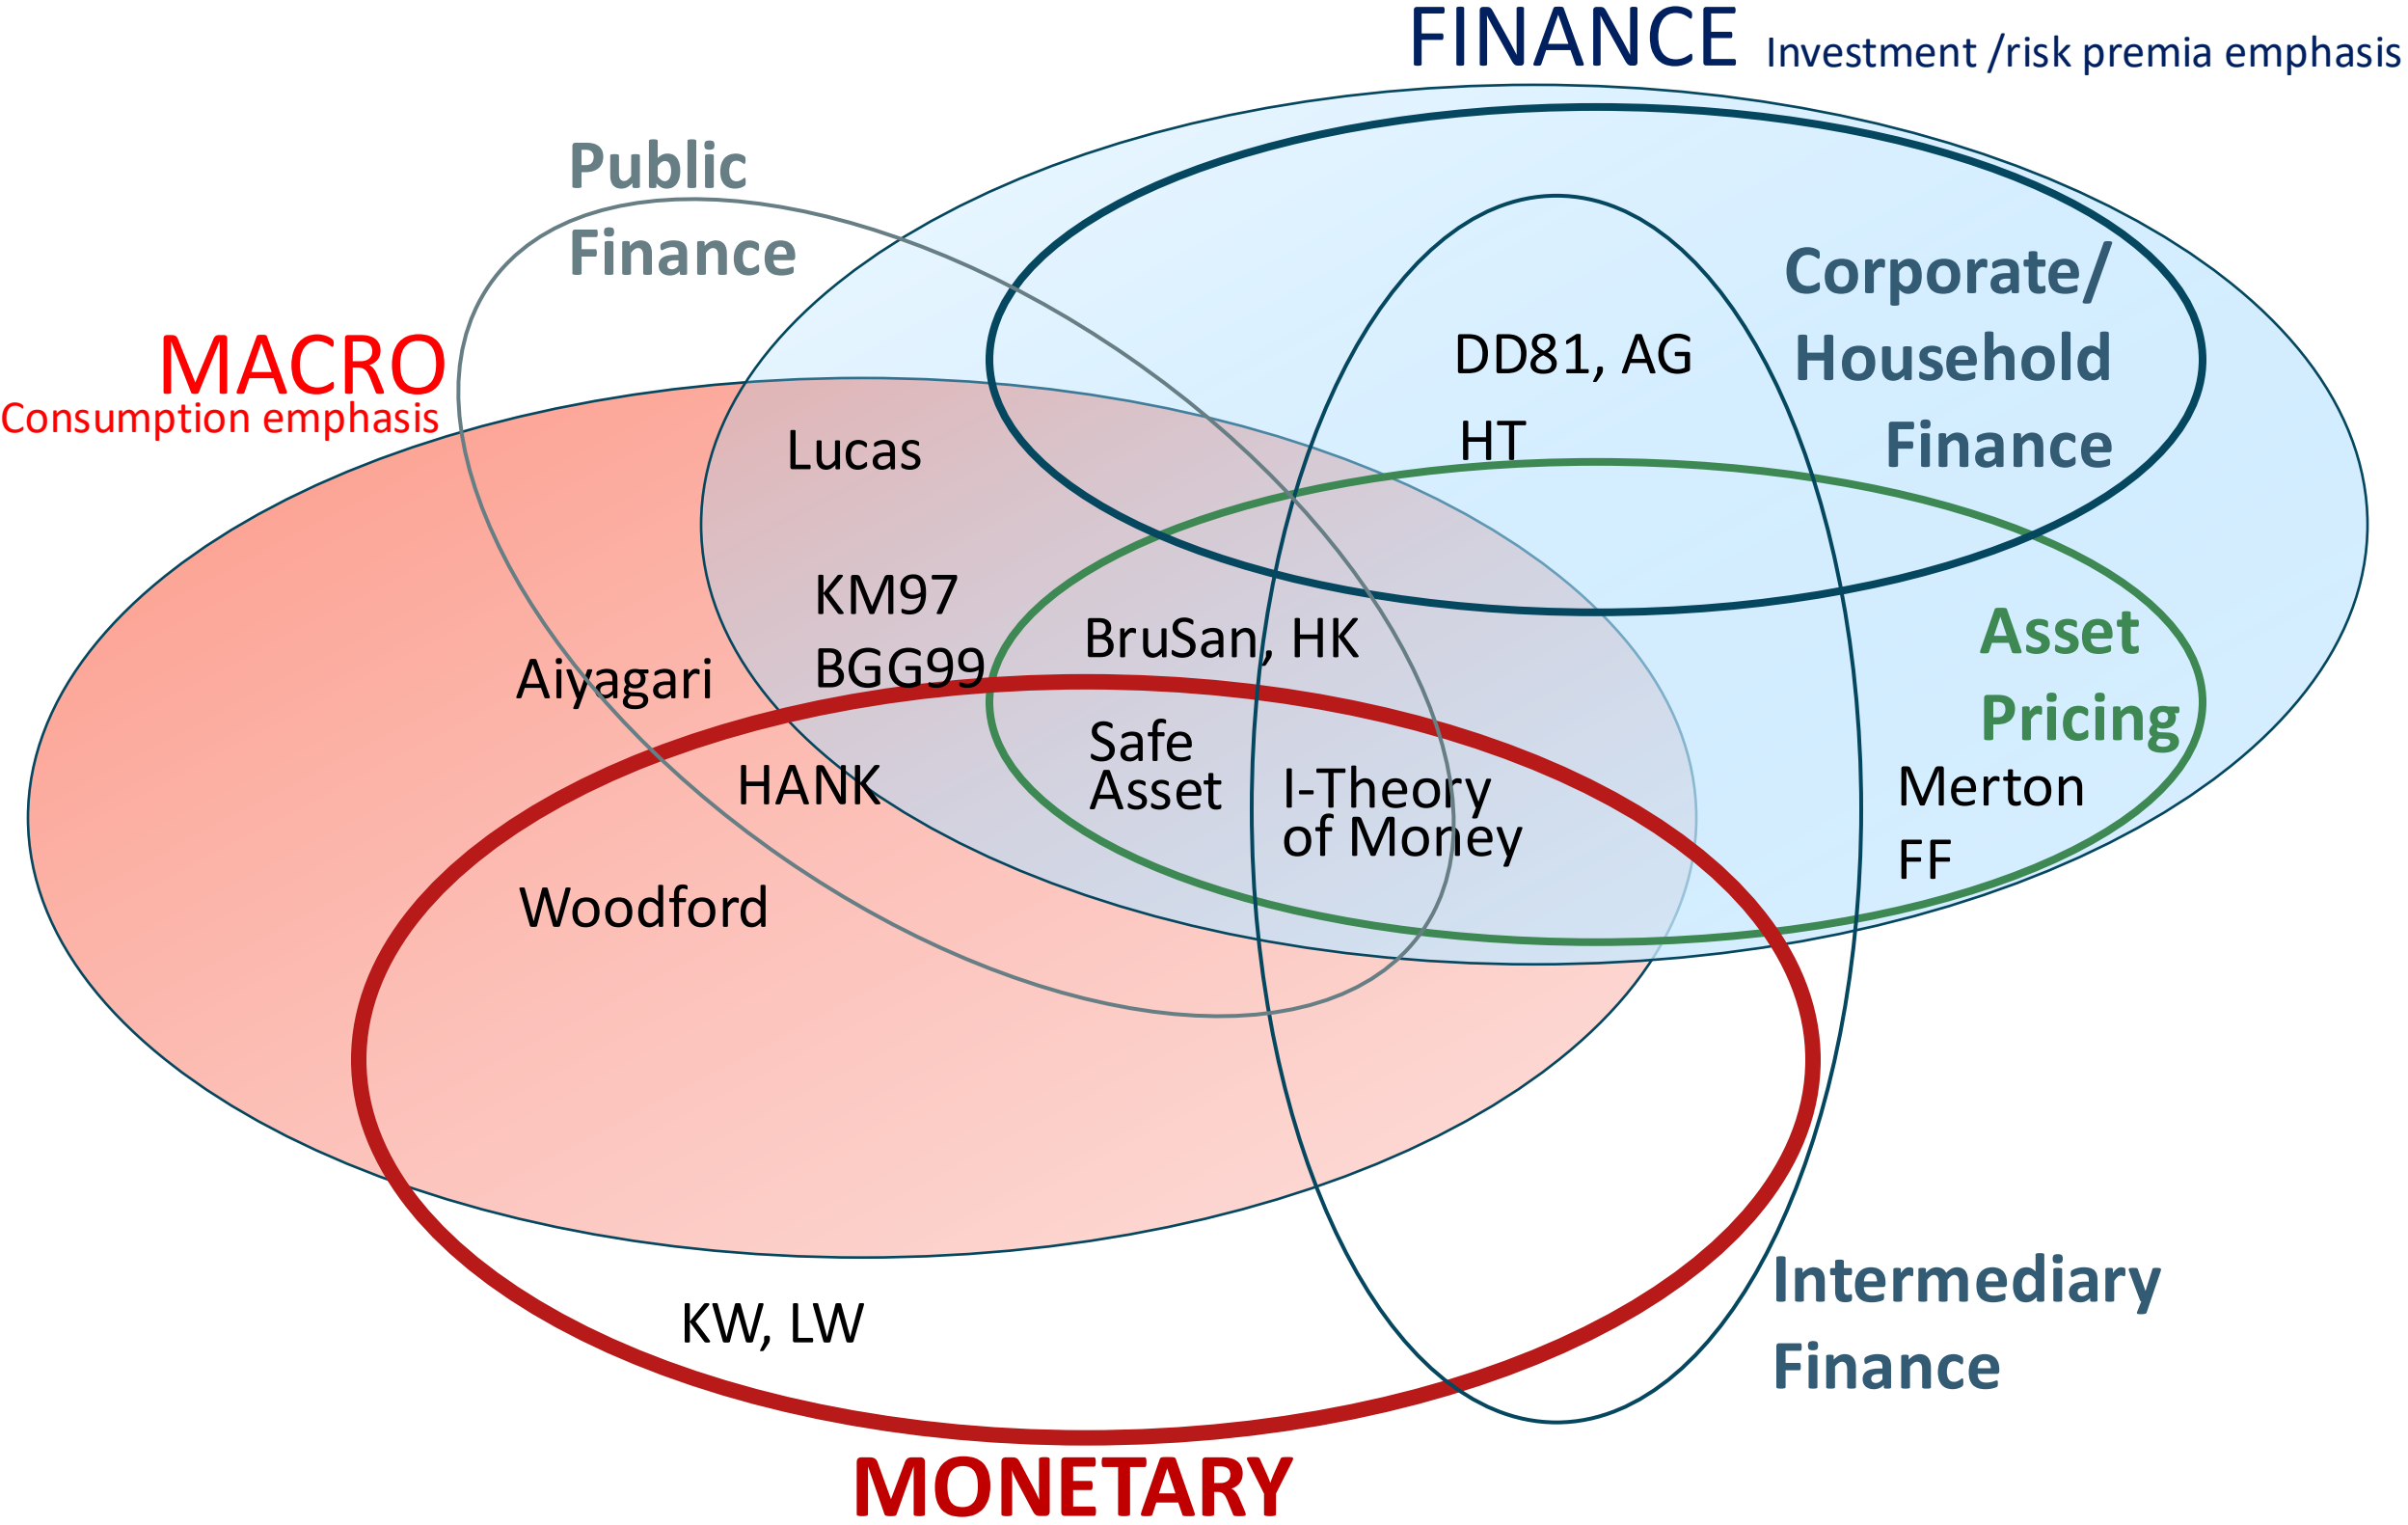 FINANCE Investment /risk premia emphasis
Public
Finance
MACRO
Consumption emphasis
Corporate/
Household
Finance
DD81, AG
HT
Lucas
KM97
BGG99
BruSan, HK
Aiyagari
Asset
Pricing
Merton
FF
Safe
Asset
I-Theory
of Money
HANK
Woodford
KW, LW
Intermediary
Finance
MONETARY